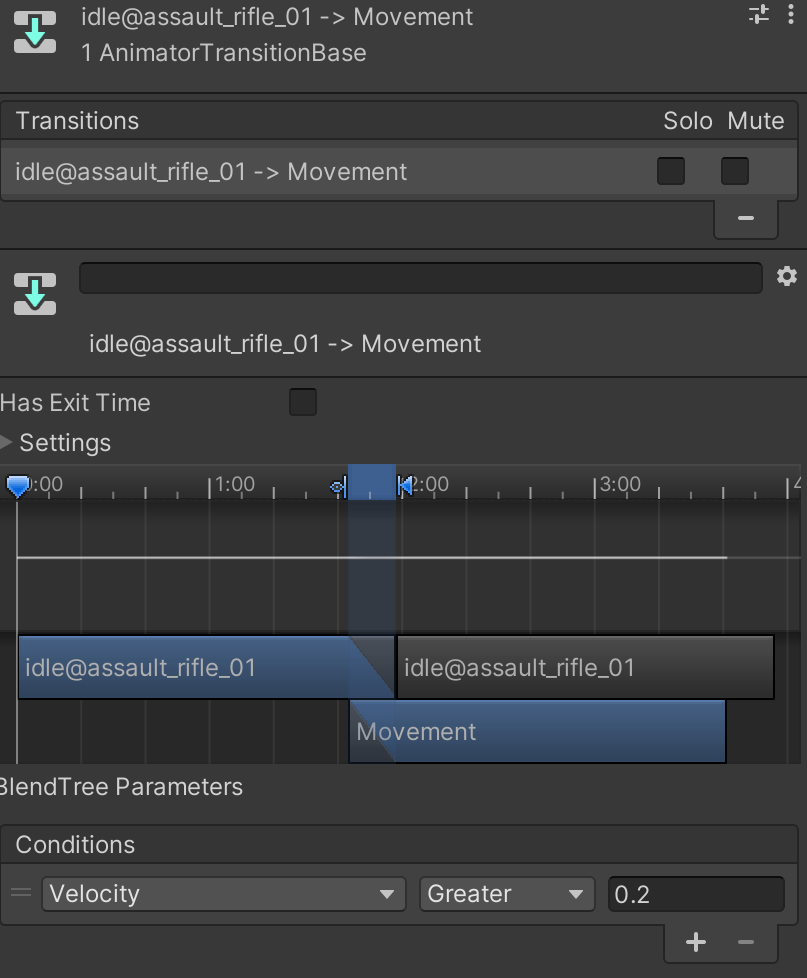 idle@assault_rifle_01 -> Movement
1 AnimatorTransitionBase
Transitions Solo Mute
idle@assault_rifle_01 -> Movement
idle@assault_rifle_01 -> Movement
Has Exit Time
Settings
:00 1:00 2:00 3:00 4
idle@assault_rifle_01 idle@assault_rifle_01
Movement
BlendTree Parameters
Conditions
Velocity Greater 0.2